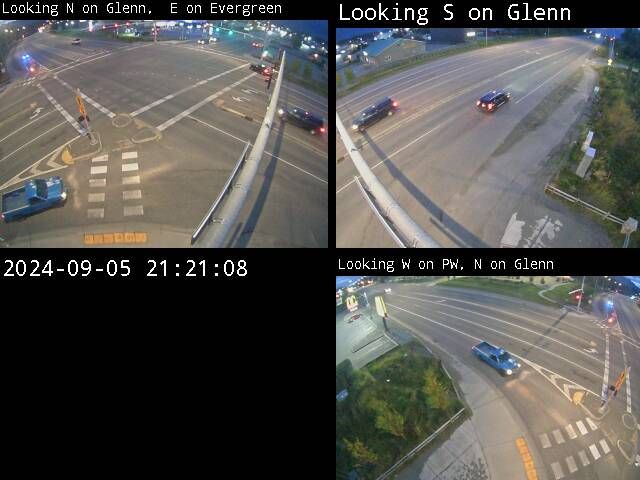 Looking N on Glenn,  E on Evergreen
Looking S on Glenn
2024-09-05 21:21:08
Looking W on PW, N on Glenn